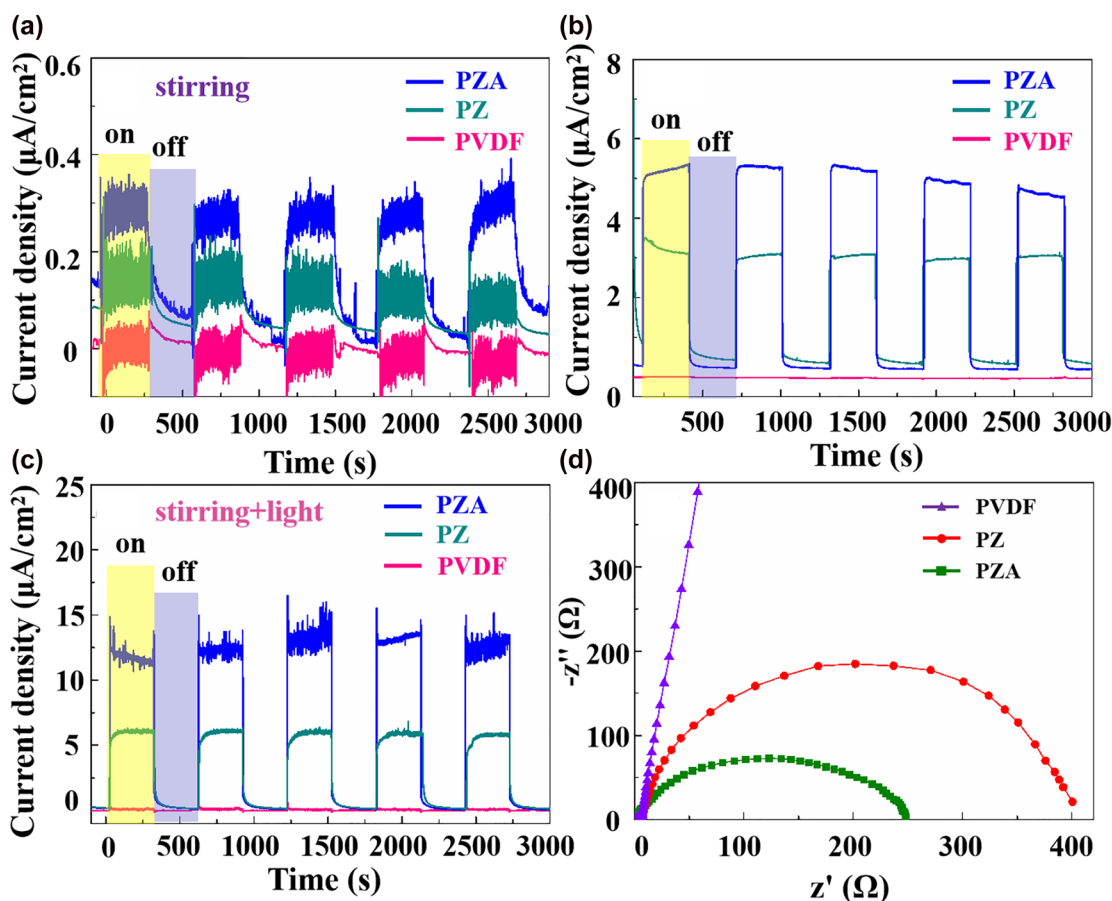 (a)
Current density (μA/cm²)
0.6
0.4
0.2
0
stirring
on
off
PZA
PZ
PVDF
0 500 1000 1500 2000 2500 3000
Time (s)
(b)
Current density (μA/cm²)
8
6
4
2
0
on
off
PZA
PZ
PVDF
0 500 1000 1500 2000 2500 3000
Time (s)
(c)
Current density (μA/cm²)
25
20
15
10
5
0
stirring+light
on
off
PZA
PZ
PVDF
0 500 1000 1500 2000 2500 3000
Time (s)
(d)
-z'' (Ω)
400
300
200
100
0
PVDF
PZ
PZA
0 100 200 300 400
z' (Ω)